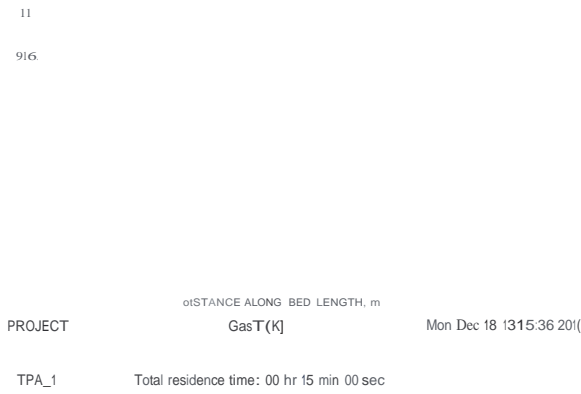 11
916.
otSTANCE ALONG BED LENGTH, m
PROJECT GasT(K] Mon Dec 18 1315:36 201(
TPA_1 Total residence time: 00 hr 15 min 00 sec